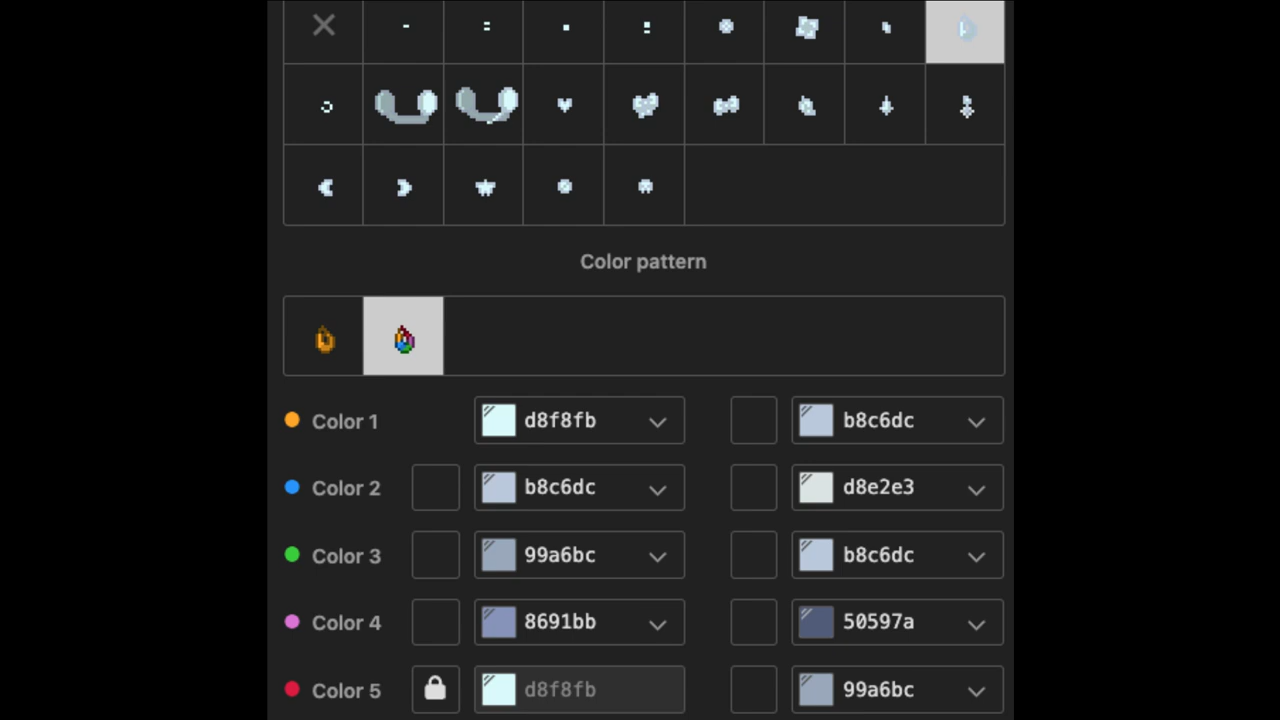 Color pattern
Color 1 d8f8fb b8c6dc
Color 2 b8c6dc d8e2e3
Color 3 99a6bc b8c6dc
Color 4 8691bb 50597a
Color 5 d8f8fb 99a6bc